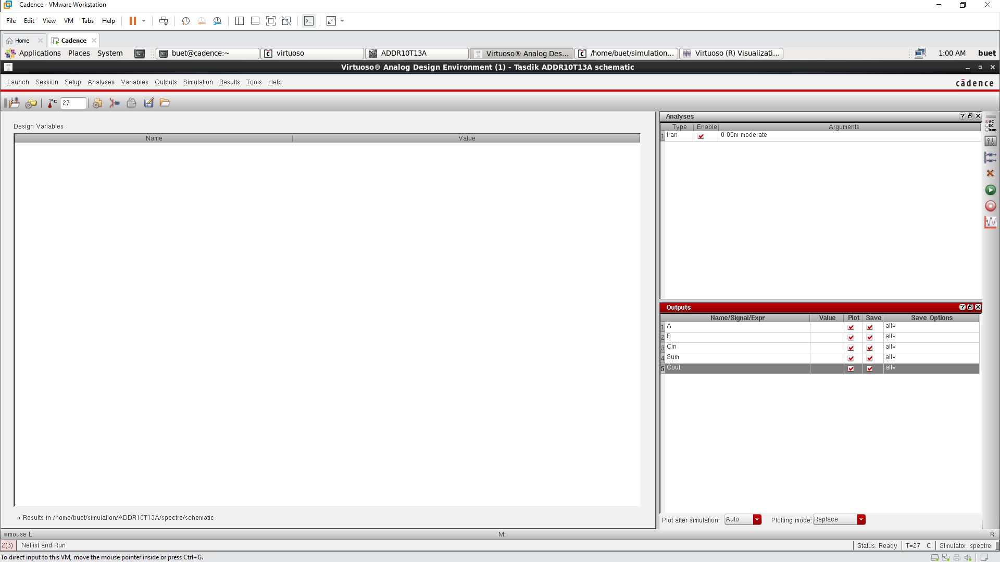 Cadence - VMware Workstation
File Edit View VM Tabs Help
Home Cadence
Applications Places System buet@cadence:~ virtuoso ADDR10T13A Virtuoso® Analog Des... /home/buet/simulation... Virtuoso (R) Visualizati... 1:00 AM buet
Virtuoso® Analog Design Environment (1) - Tasdik ADDR10T13A schematic
Launch Session Setup Analyses Variables Outputs Simulation Results Tools Help cādence
°C 27
Design Variables
Name Value
Analyses
Type Enable Arguments
1 tran 0 85m moderate
AC
DC
Trans
Outputs
Name/Signal/Expr Value Plot Save Save Options
1 A allv
2 B allv
3 Cin allv
4 Sum allv
5 Cout allv
> Results in /home/buet/simulation/ADDR10T13A/spectre/schematic
Plot after simulation: Auto Plotting mode: Replace
mouse L: M: R:
2(3) Netlist and Run Status: Ready T=27 C Simulator: spectre
To direct input to this VM, move the mouse pointer inside or press Ctrl+G.